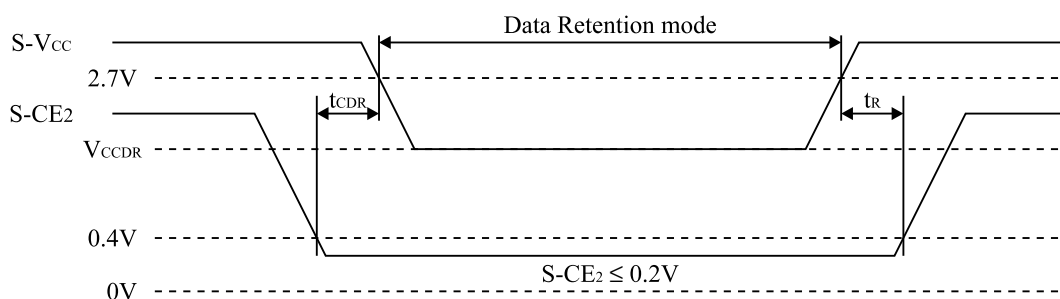 Data Retention mode
S-VCC
2.7V
tCDR
tR
S-CE2
VCCDR
0.4V
S-CE2 ≤ 0.2V
0V